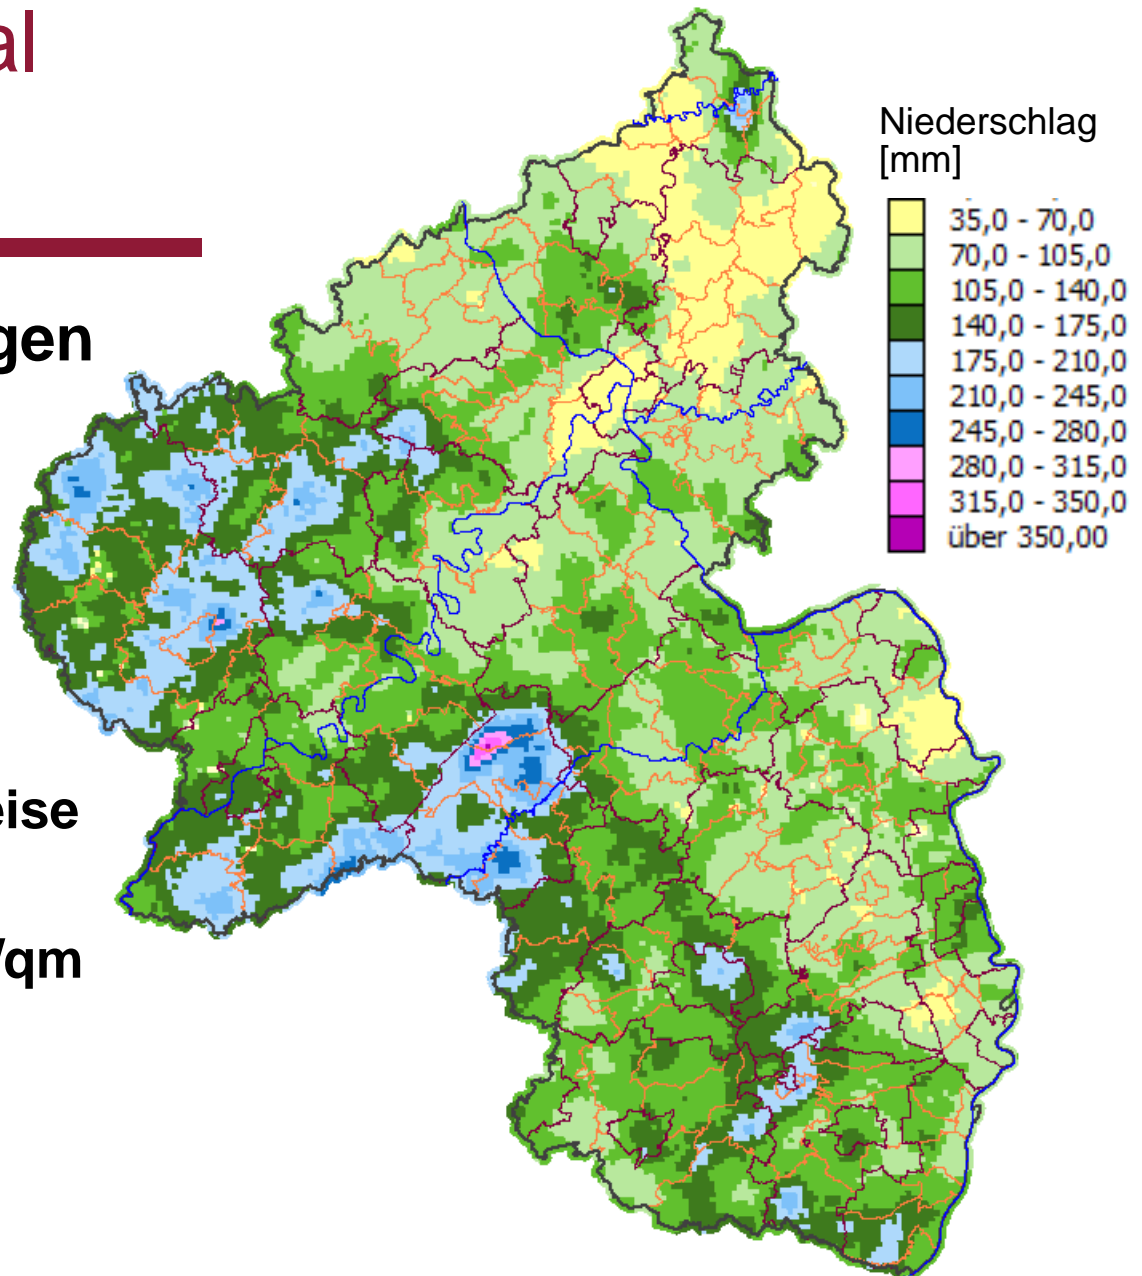 al
gen
eise
/qm
Niederschlag
[mm]
35,0 - 70,0
70,0 - 105,0
105,0 - 140,0
140,0 - 175,0
175,0 - 210,0
210,0 - 245,0
245,0 - 280,0
280,0 - 315,0
315,0 - 350,0
über 350,00